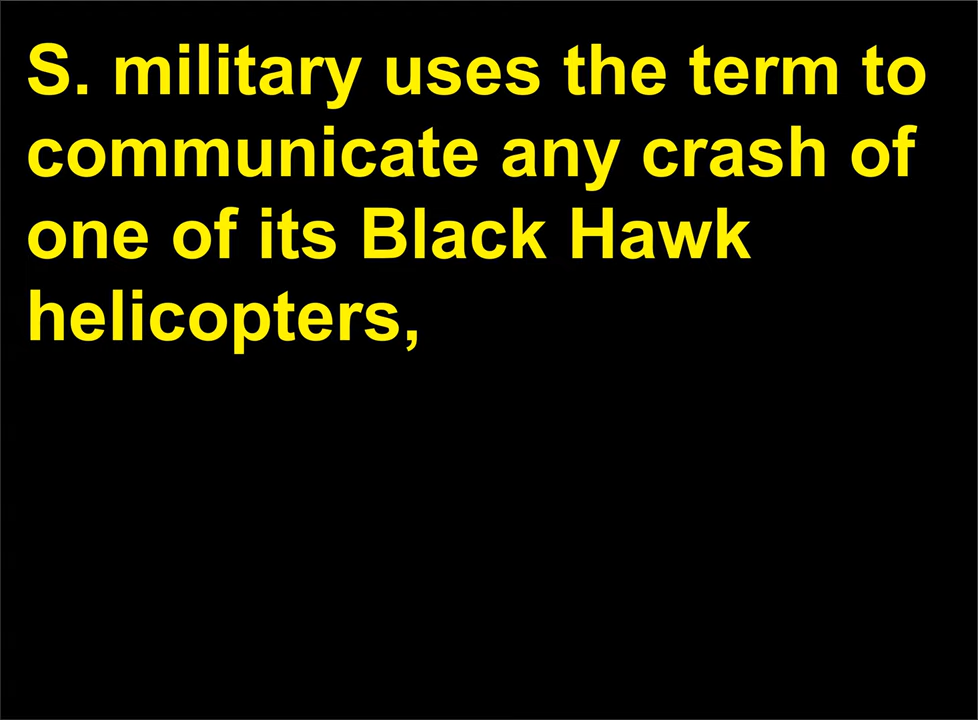 S. military uses the term to
communicate any crash of
one of its Black Hawk
helicopters,